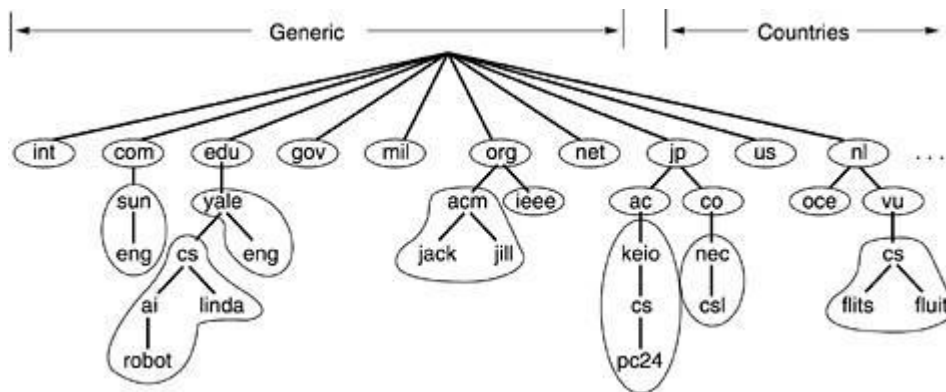 Generic Countries
int com edu gov mil org net jp us nl ...
sun yale acm ieee ac co oce vu
eng cs eng jack jill keio nec cs
ai linda cs csl flits fluit
robot pc24